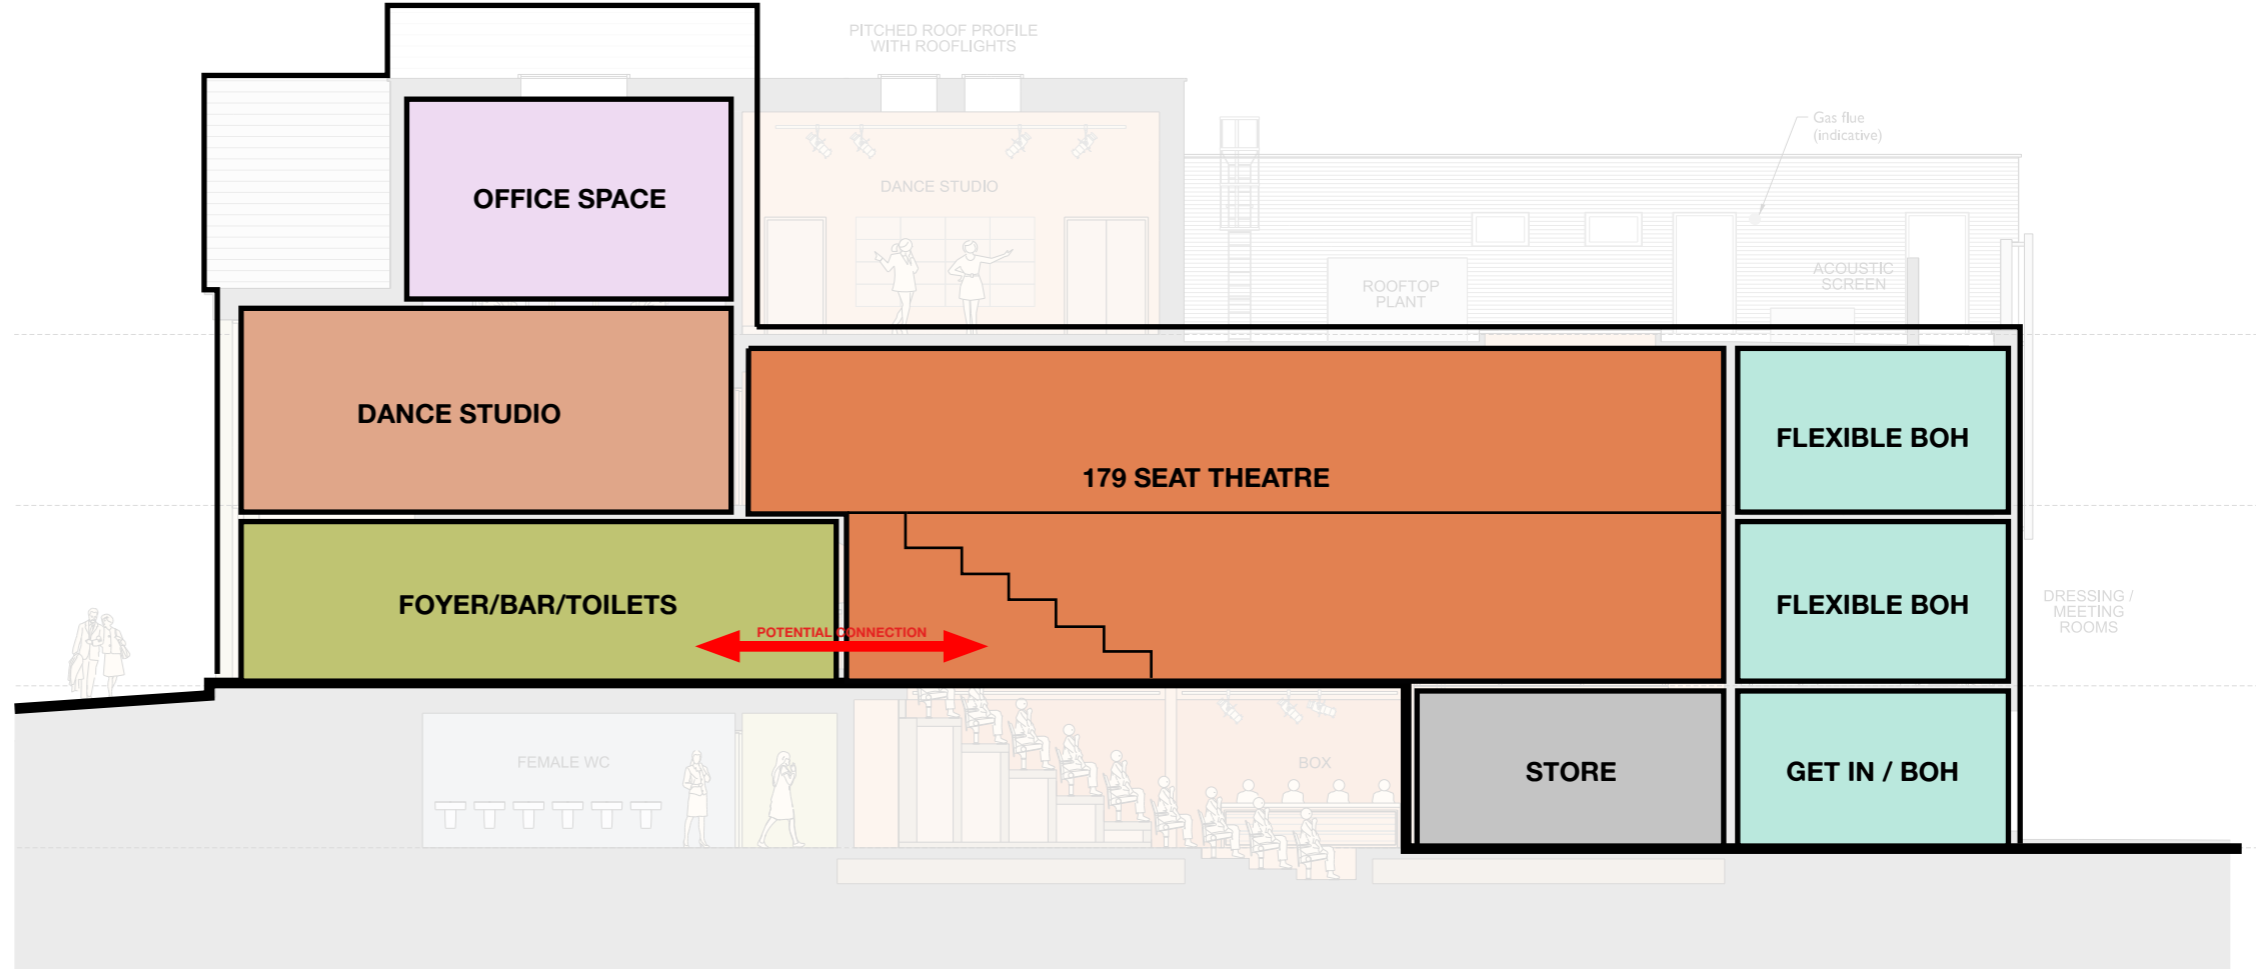 PITCHED ROOF PROFILE
WITH ROOFLIGHTS
Gas flue
(indicative)
OFFICE SPACE
DANCE STUDIO
ACOUSTIC
SCREEN
ROOFTOP
PLANT
DANCE STUDIO
179 SEAT THEATRE
FLEXIBLE BOH
FOYER/BAR/TOILETS
POTENTIAL CONNECTION
FLEXIBLE BOH
DRESSING /
MEETING
ROOMS
FEMALE WC
BOX
STORE
GET IN / BOH